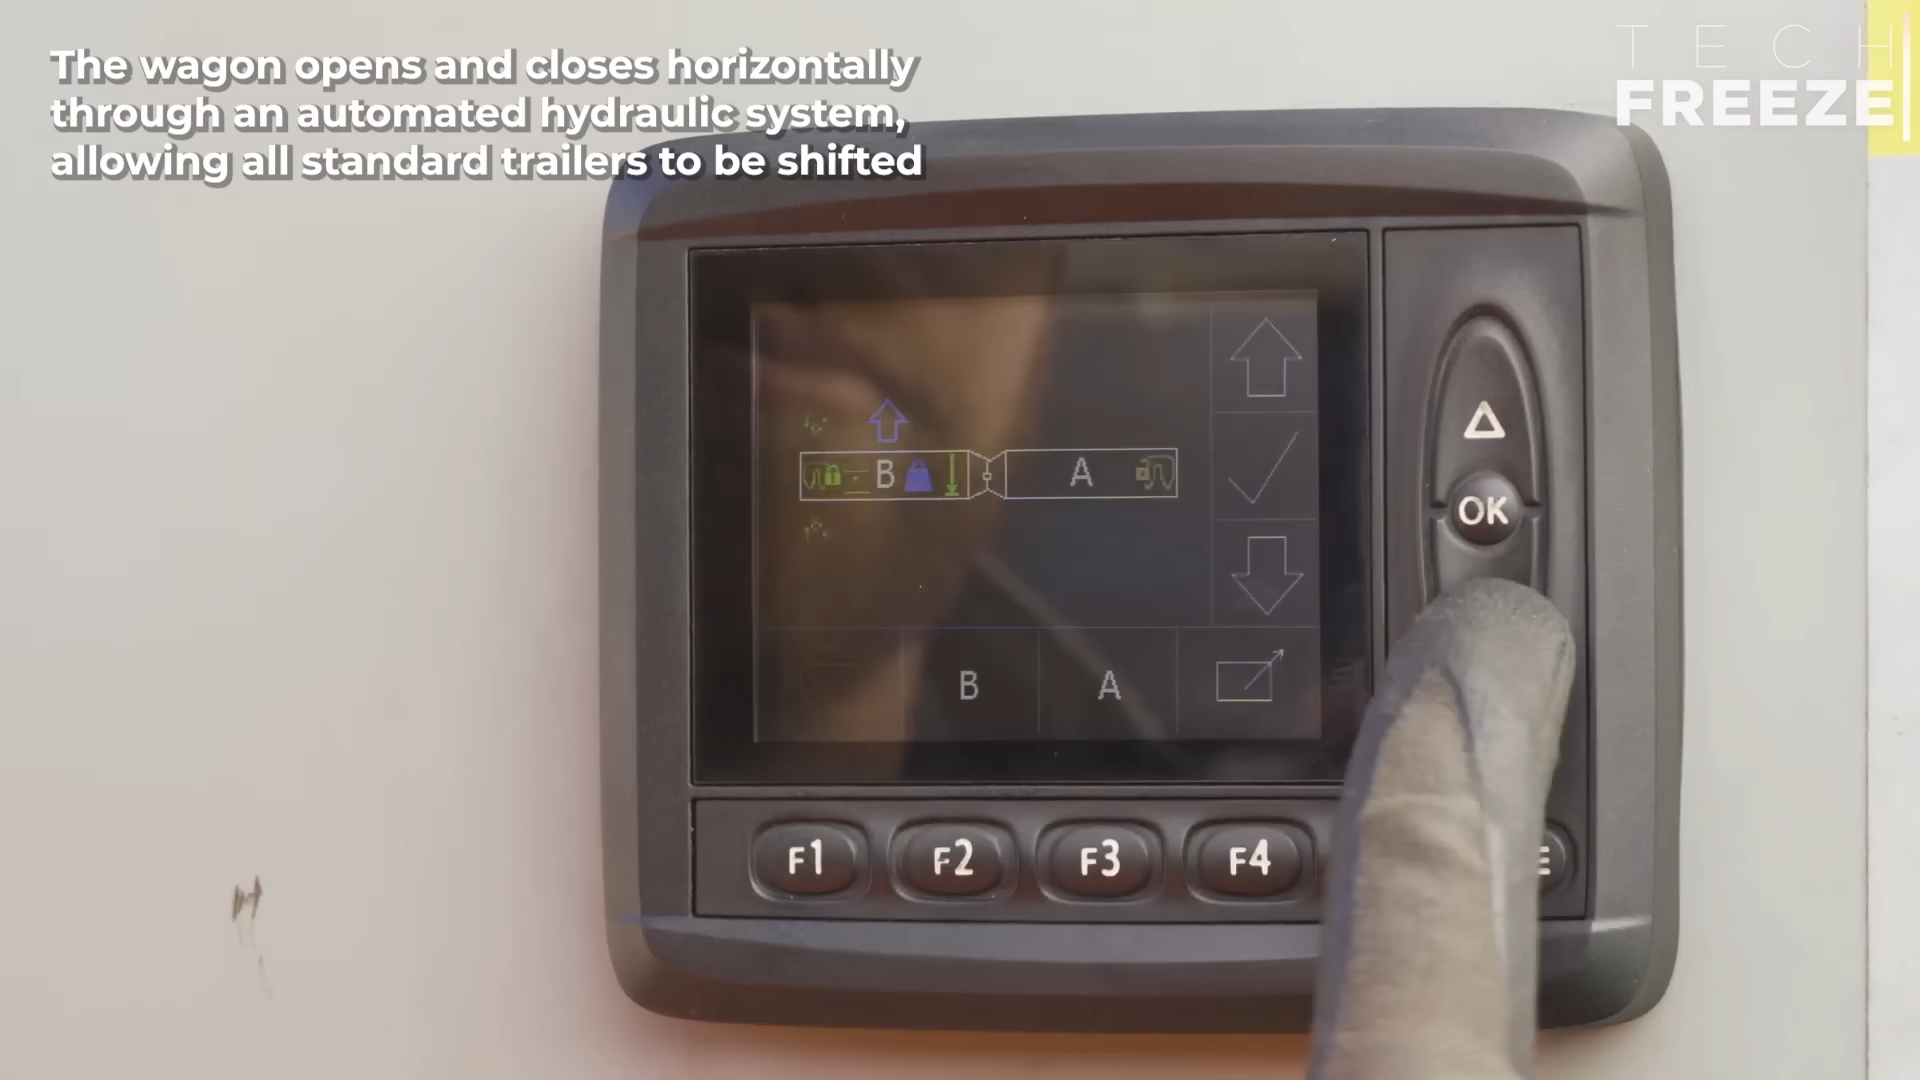 The wagon opens and closes horizontally
through an automated hydraulic system,
allowing all standard trailers to be shifted
TECH
FREEZE
B
A
OK
B
A
F1
F2
F3
F4